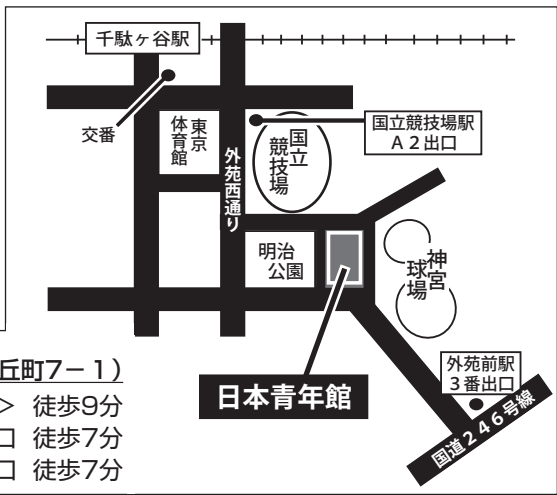 千駄ヶ谷駅
交番
東京
体育館
外苑西通り
国立
競技場
国立競技場駅
A2出口
明治
公園
神宮
球場
日本青年館
外苑前駅
3番出口
国道246号線
丘町7-1)
> 徒歩9分
口 徒歩7分
口 徒歩7分